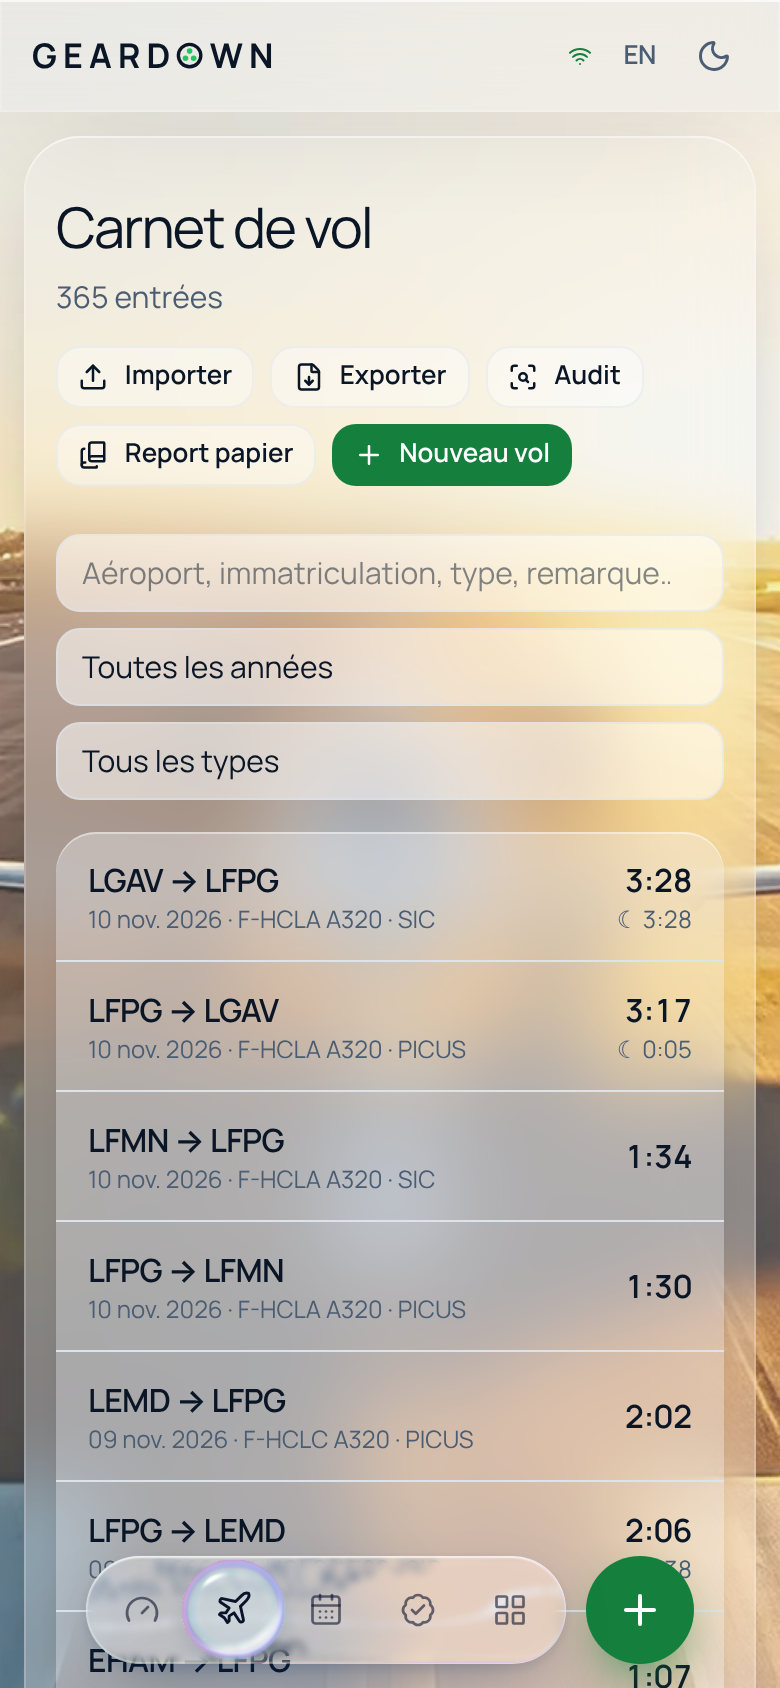 GEARDOWN
EN
Carnet de vol
365 entrées
Importer
Exporter
Audit
Report papier
Nouveau vol
Aéroport, immatriculation, type, remarque..
Toutes les années
Tous les types
LGAV → LFPG 3:28
10 nov. 2026 · F-HCLA A320 · SIC ☾ 3:28
LFPG → LGAV 3:17
10 nov. 2026 · F-HCLA A320 · PICUS ☾ 0:05
LFMN → LFPG 1:34
10 nov. 2026 · F-HCLA A320 · SIC
LFPG → LFMN 1:30
10 nov. 2026 · F-HCLA A320 · PICUS
LEMD → LFPG 2:02
09 nov. 2026 · F-HCLC A320 · PICUS
LFPG → LEMD 2:06
EHAM → LFPG 1:07